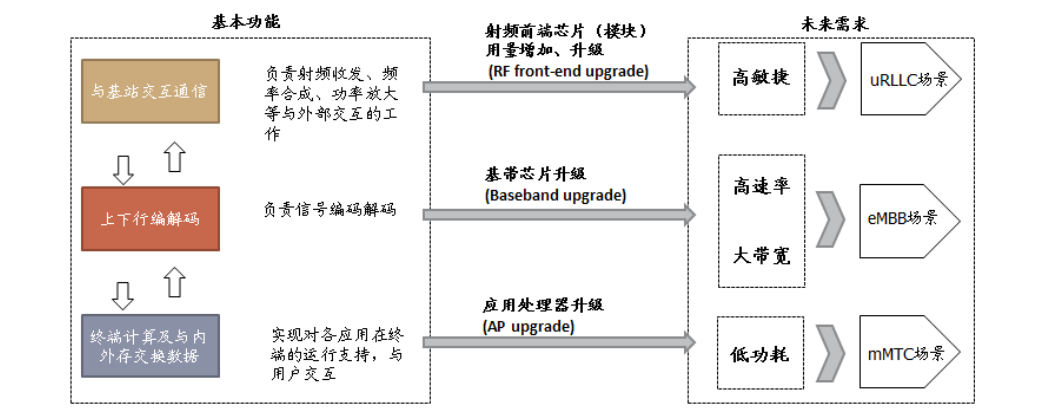 基本功能
与基站交互通信
负责射频收发、频
率合成、功率放大
等与外部交互的工
作
上下行编解码
负责信号编码解码
终端计算及与内
外存交换数据
实现对各应用在终
端的运行支持，与
用户交互
射频前端芯片（模块）
用量增加、升级
(RF front-end upgrade)
基带芯片升级
(Baseband upgrade)
应用处理器升级
(AP upgrade)
未来需求
高敏捷
uRLLC场景
高速率
大带宽
eMBB场景
低功耗
mMTC场景